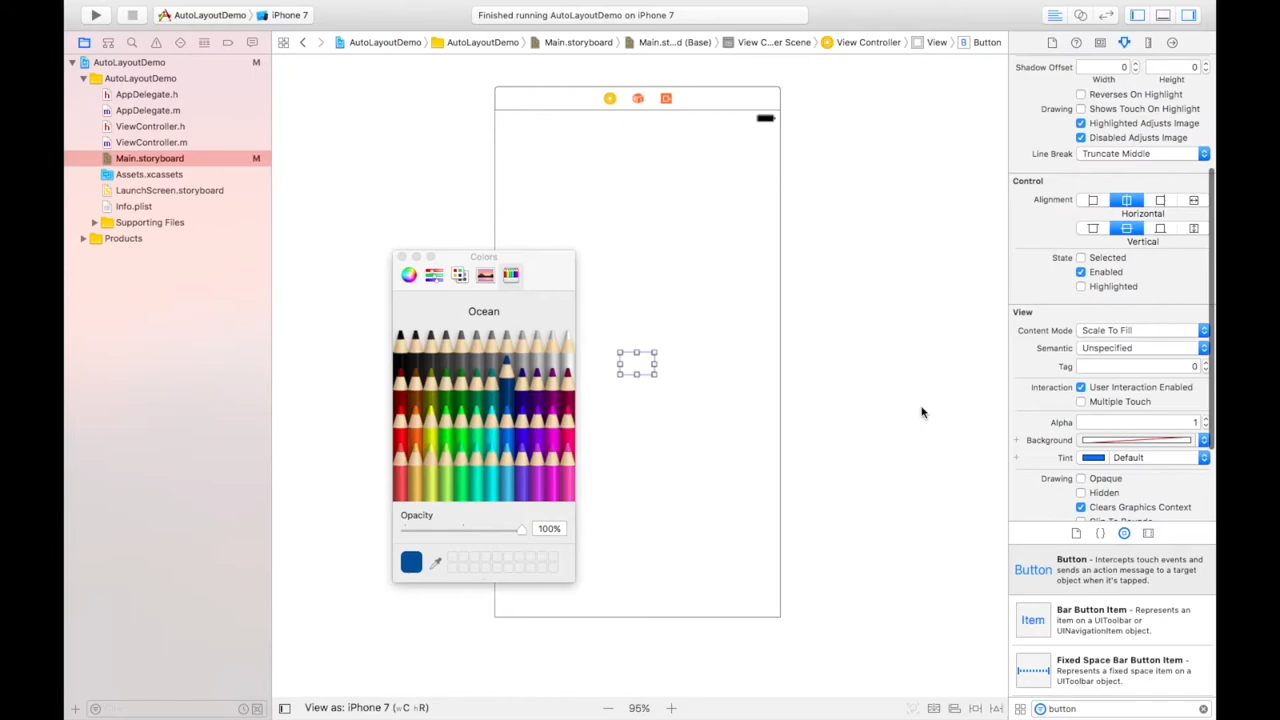 AutoLayoutDemo
iPhone 7
Finished running AutoLayoutDemo on iPhone 7
AutoLayoutDemo
AutoLayoutDemo
Main.storyboard
Main.st...d (Base)
View C...er Scene
View Controller
View
Button
AutoLayoutDemo
M
AutoLayoutDemo
AppDelegate.h
AppDelegate.m
ViewController.h
ViewController.m
Main.storyboard
M
Assets.xcassets
LaunchScreen.storyboard
Info.plist
Supporting Files
Products
Colors
Ocean
Opacity
100%
View as: iPhone 7 (wC hR)
95%
Shadow Offset
0
0
Width
Height
Reverses On Highlight
Drawing
Shows Touch On Highlight
Highlighted Adjusts Image
Disabled Adjusts Image
Line Break
Truncate Middle
Control
Alignment
Horizontal
Vertical
State
Selected
Enabled
Highlighted
View
Content Mode
Scale To Fill
Semantic
Unspecified
Tag
0
Interaction
User Interaction Enabled
Multiple Touch
Alpha
1
Background
Tint
Default
Drawing
Opaque
Hidden
Clears Graphics Context
Button
Button - Intercepts touch events and
sends an action message to a target
object when it's tapped.
Item
Bar Button Item - Represents an
item on a UIToolbar or
UINavigationItem object.
Fixed Space Bar Button Item -
Represents a fixed space item on a
UIToolbar object.
button